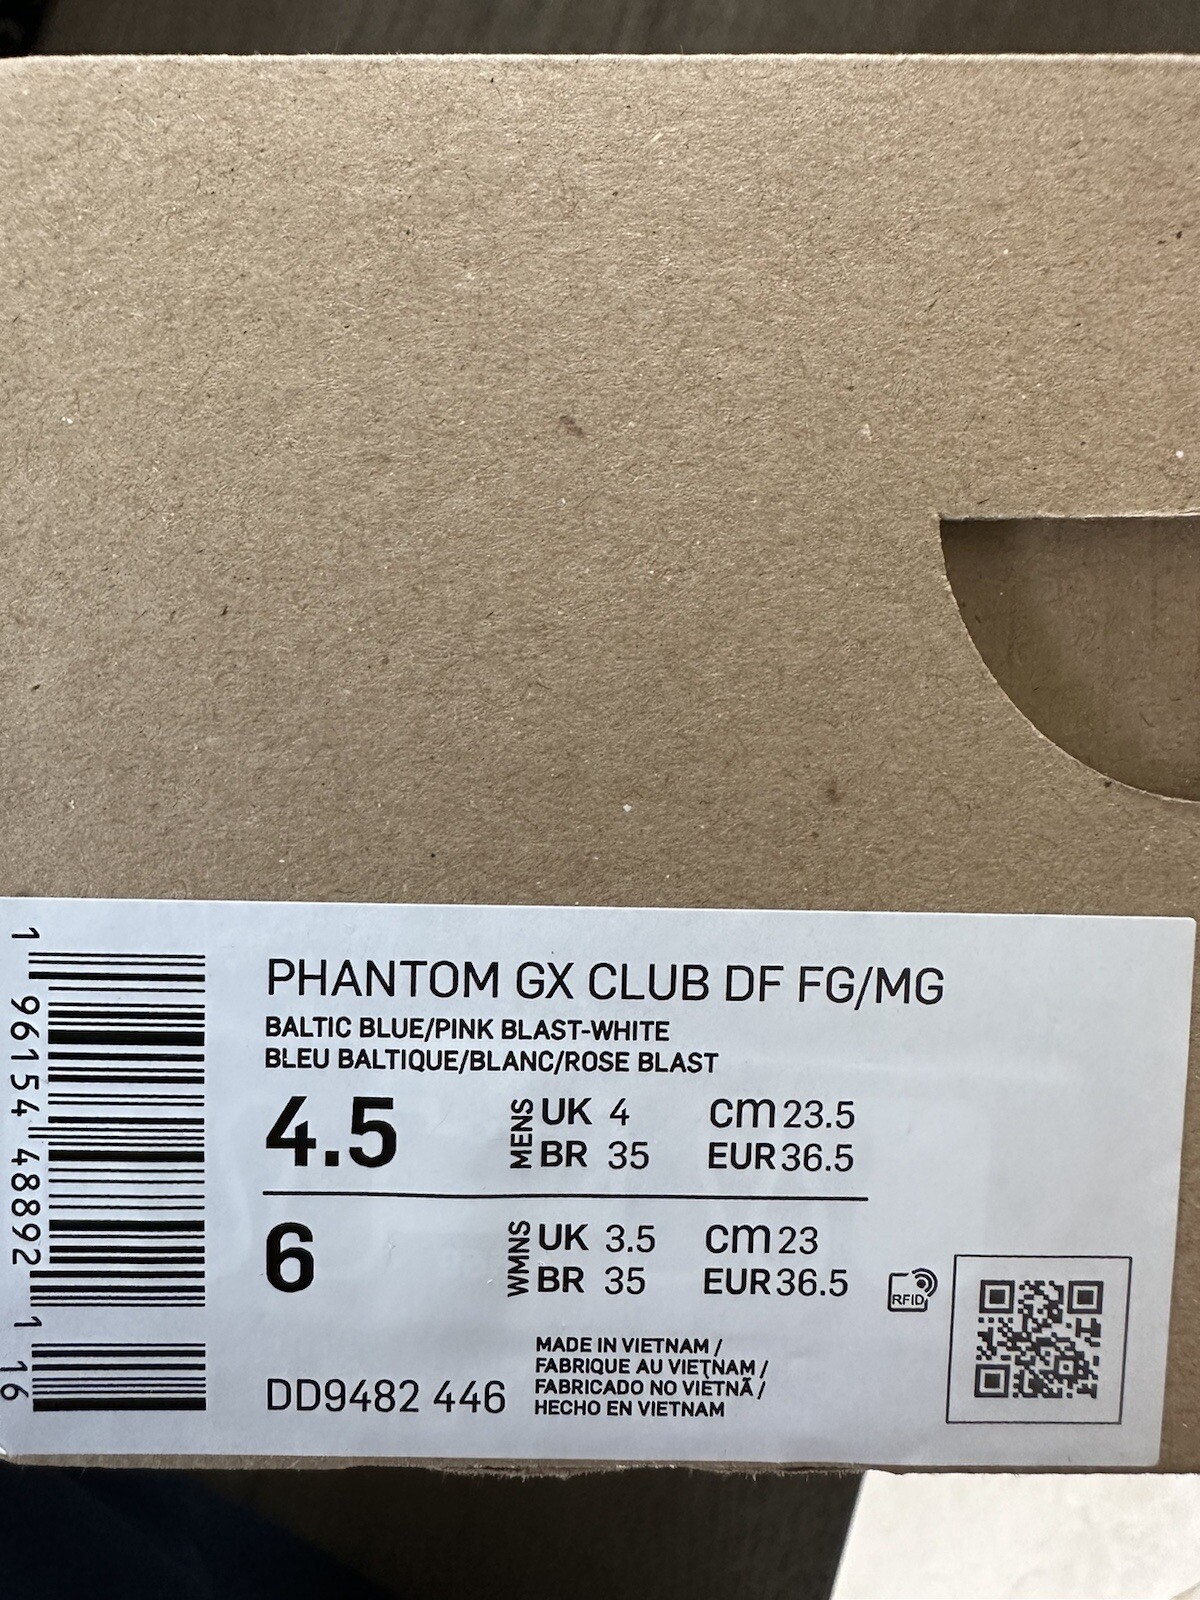 PHANTOM GX CLUB DF FG/MG
BALTIC BLUE/PINK BLAST-WHITE
BLEU BALTIQUE/BLANC/ROSE BLAST
4.5 MENS UK 4 cm 23.5
BR 35 EUR 36.5
6 WMNS UK 3.5 cm 23
BR 35 EUR 36.5
RFID
MADE IN VIETNAM /
FABRIQUE AU VIETNAM /
FABRICADO NO VIETNÃ /
HECHO EN VIETNAM
DD9482 446
1 96154 48892 1 16